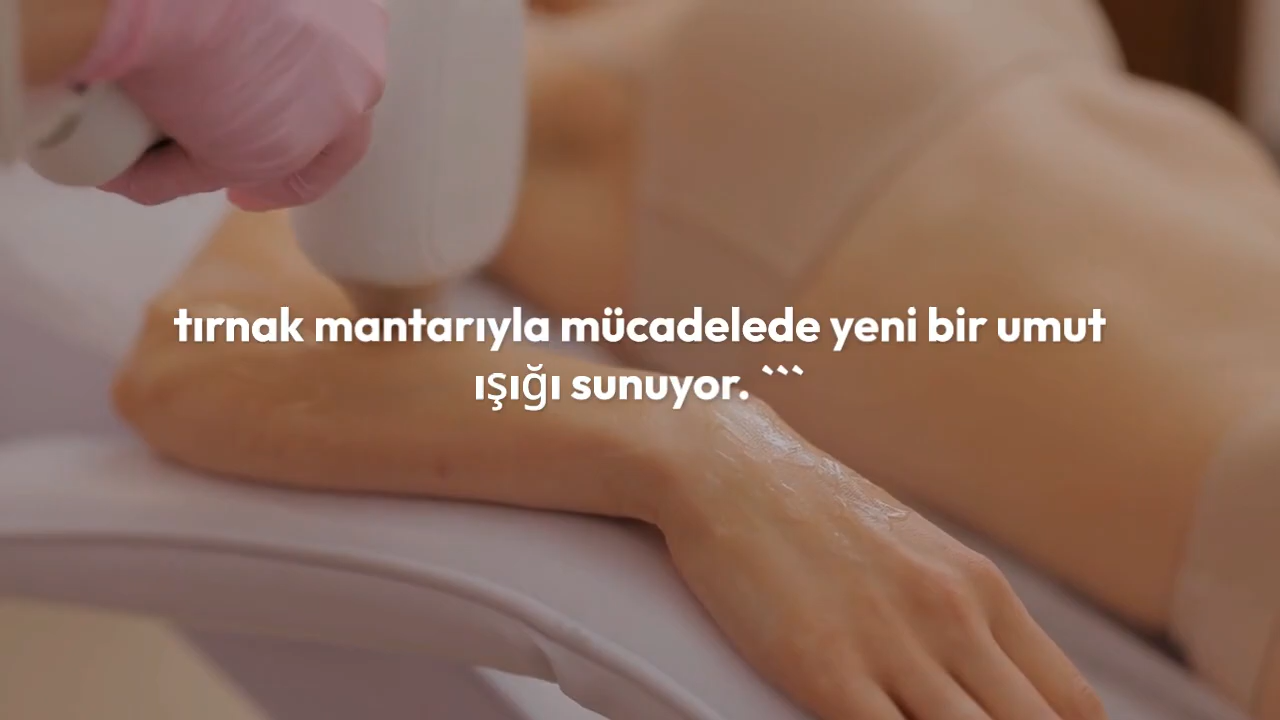 tırnak mantarıyla mücadelede yeni bir umut
ışığı sunuyor. ```